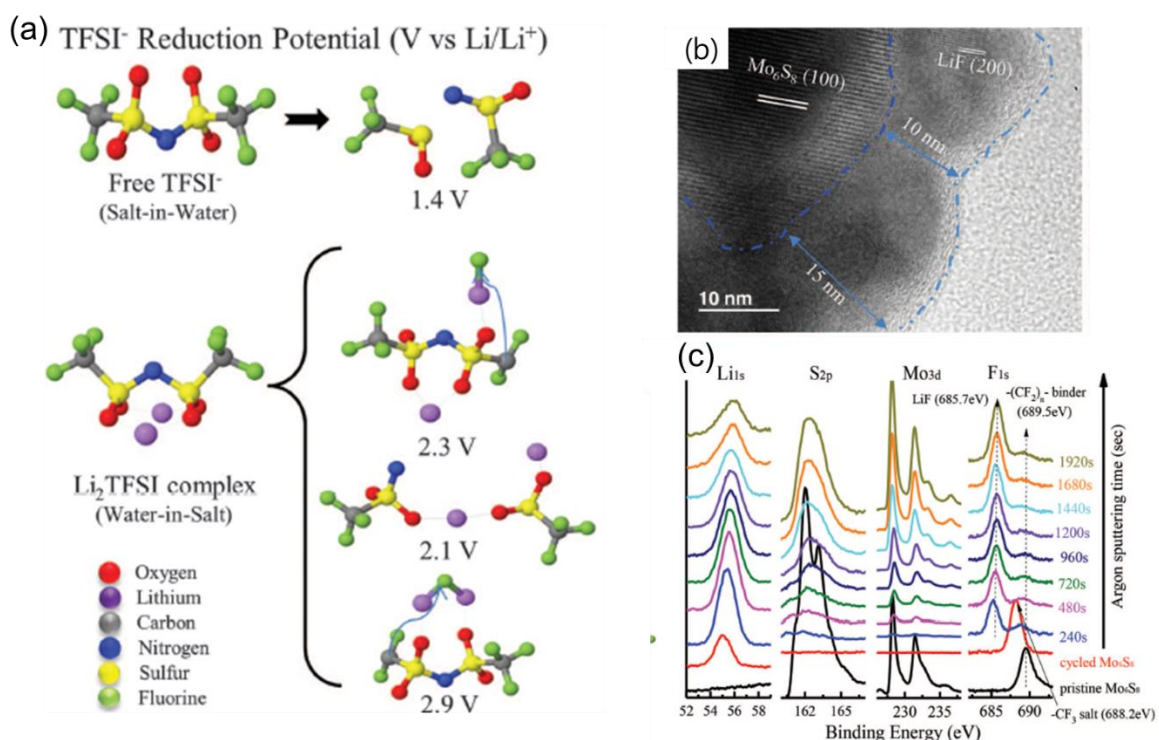 (a)
TFSI- Reduction Potential (V vs Li/Li+)
Free TFSI-
(Salt-in-Water)
1.4 V
Li2TFSI complex
(Water-in-Salt)
2.3 V
2.1 V
2.9 V
Oxygen
Lithium
Carbon
Nitrogen
Sulfur
Fluorine
(b)
Mo6S8 (100)
LiF (200)
10 nm
15 nm
10 nm
(c)
Li1s
S2p
Mo3d
F1s
LiF (685.7eV)
-(CF2)n- binder
(689.5eV)
1920s
1680s
1440s
1200s
960s
720s
480s
240s
cycled Mo6S8
pristine Mo6S8
-CF3 salt (688.2eV)
Argon sputtering time (sec)
52 54 56 58 162 165 230 235 685 690
Binding Energy (eV)